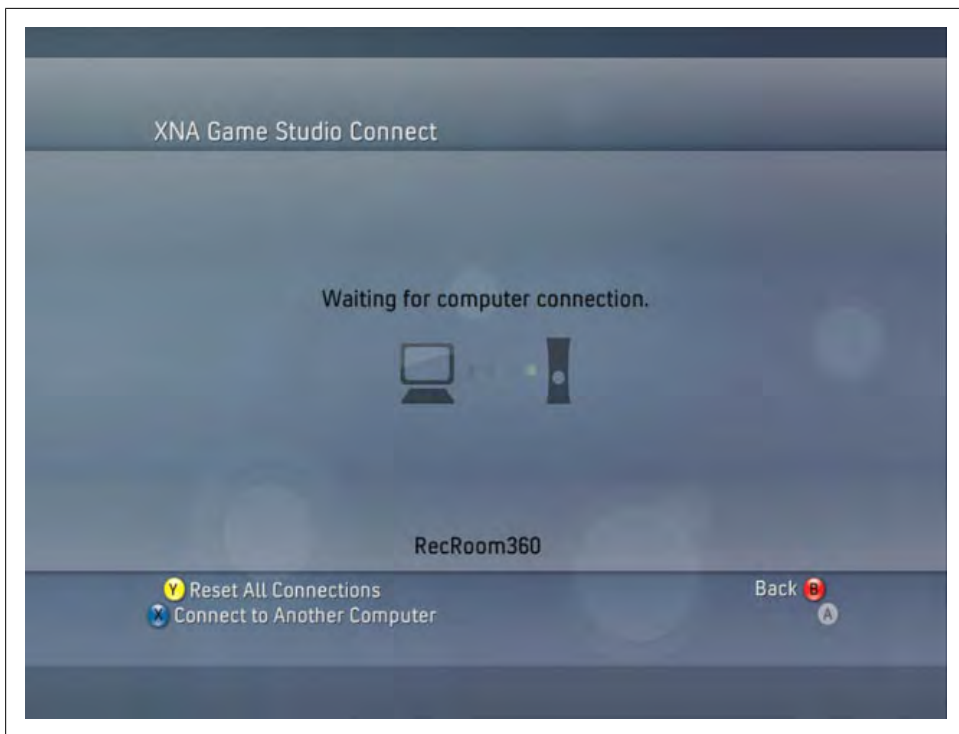 XNA Game Studio Connect
Waiting for computer connection.
RecRoom360
Y Reset All Connections
Back B
X Connect to Another Computer
A